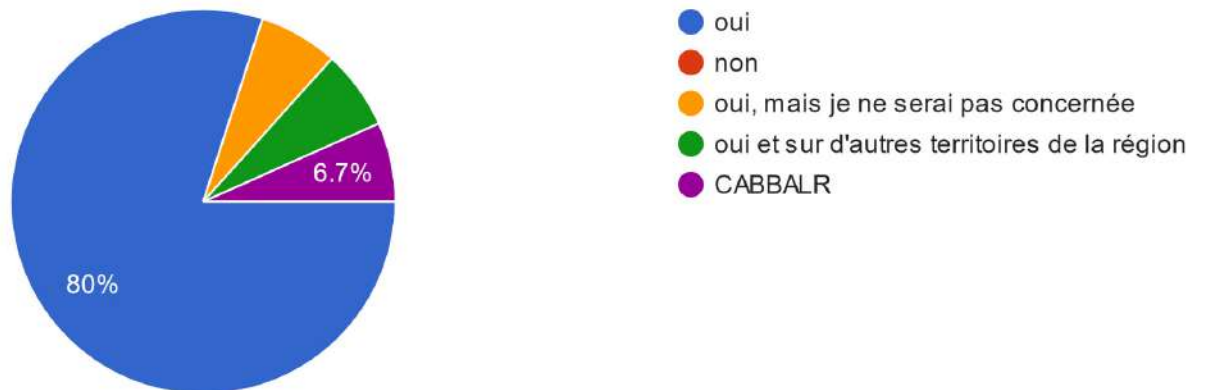 oui
non
oui, mais je ne serai pas concernée
oui et sur d'autres territoires de la région
CABBALR
6.7%
80%